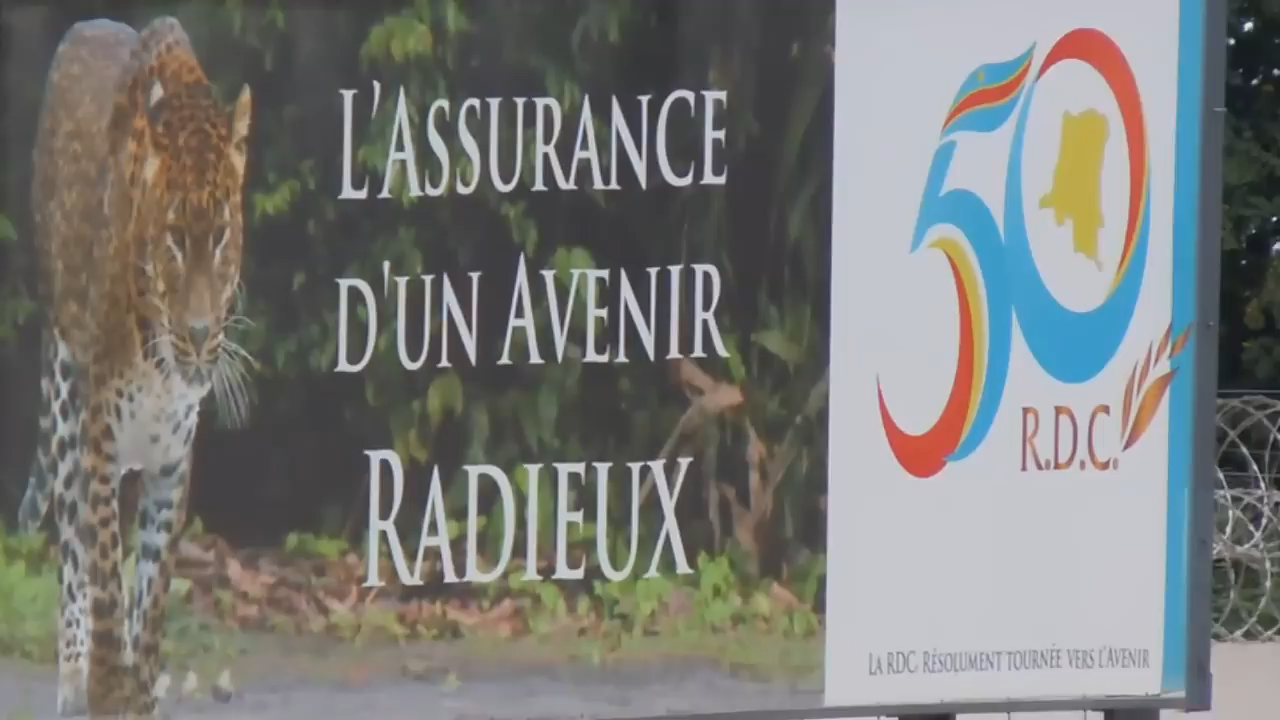 L'ASSURANCE
D'UN AVENIR
RADIEUX
50
R.D.C.
LA RDC, RÉSOLUMENT TOURNÉE VERS L'AVENIR